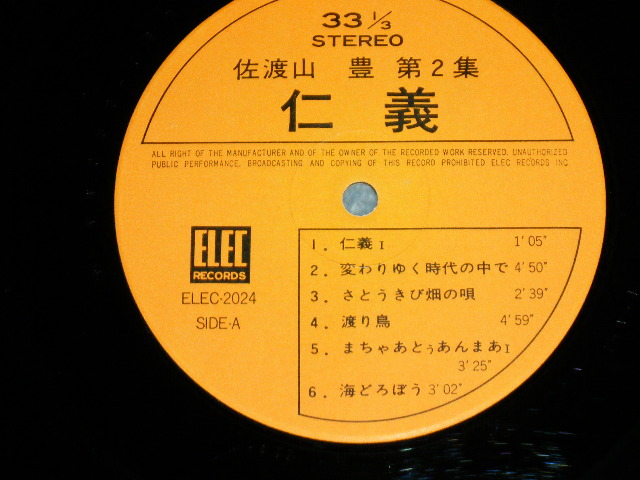 33 1/3
STEREO
佐渡山 豊 第2集
仁義
ALL RIGHT OF THE MANUFACTURER AND OF THE OWNER OF THE RECORDED WORK RESERVED. UNAUTHORIZED
PUBLIC PERFORMANCE, BROADCASTING AND COPYING OF THIS RECORD PROHIBITED ELEC RECORDS INC
ELEC
RECORDS
ELEC-2024
SIDE-A
1. 仁義I 1'05"
2. 変わりゆく時代の中で 4'50"
3. さとうきび畑の唄 2'39"
4. 渡り鳥 4'59"
5. まちゃあとぅあんまあI
3'25"
6. 海どろぼう 3'02"